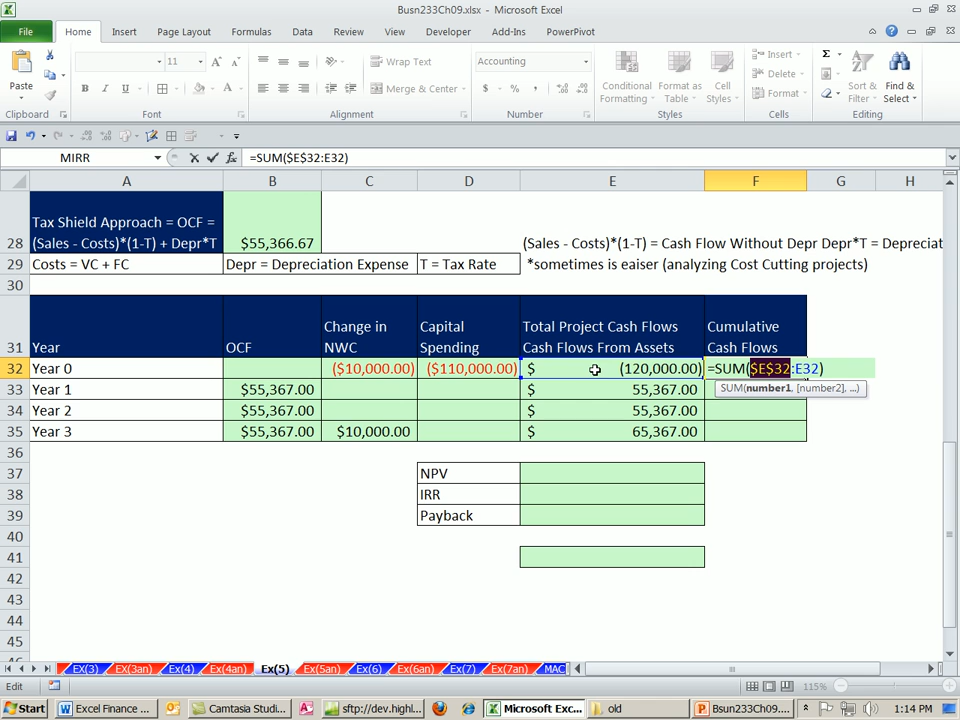 Busn233Ch09.xlsx - Microsoft Excel
File Home Insert Page Layout Formulas Data Review View Developer Add-Ins PowerPivot
Paste
11
Wrap Text
Merge & Center
Accounting
Conditional Formatting
Format as Table
Cell Styles
Insert
Delete
Format
Sort & Filter
Find & Select
Clipboard Font Alignment Number Styles Cells Editing
MIRR =SUM($E$32:E32)
A B C D E F G H
Tax Shield Approach = OCF =
28 (Sales - Costs)*(1-T) + Depr*T $55,366.67 (Sales - Costs)*(1-T) = Cash Flow Without Depr Depr*T = Depreciat
29 Costs = VC + FC Depr = Depreciation Expense T = Tax Rate *sometimes is eaiser (analyzing Cost Cutting projects)
30
Change in Capital Total Project Cash Flows Cumulative
31 Year OCF NWC Spending Cash Flows From Assets Cash Flows
32 Year 0 ($10,000.00) ($110,000.00) $ (120,000.00) =SUM($E$32:E32)
SUM(number1, [number2], ...)
33 Year 1 $55,367.00 $ 55,367.00
34 Year 2 $55,367.00 $ 55,367.00
35 Year 3 $55,367.00 $10,000.00 $ 65,367.00
36
37 NPV
38 IRR
39 Payback
40
41
42
43
44
45
EX(3) EX(3an) Ex(4) Ex(4an) Ex(5) Ex(5an) Ex(6) Ex(6an) Ex(7) Ex(7an) MAC
Edit 115%
Start Excel Finance ... Camtasia Studi... sftp://dev.highl... Microsoft Exc... old Busn233Ch09.... 1:14 PM